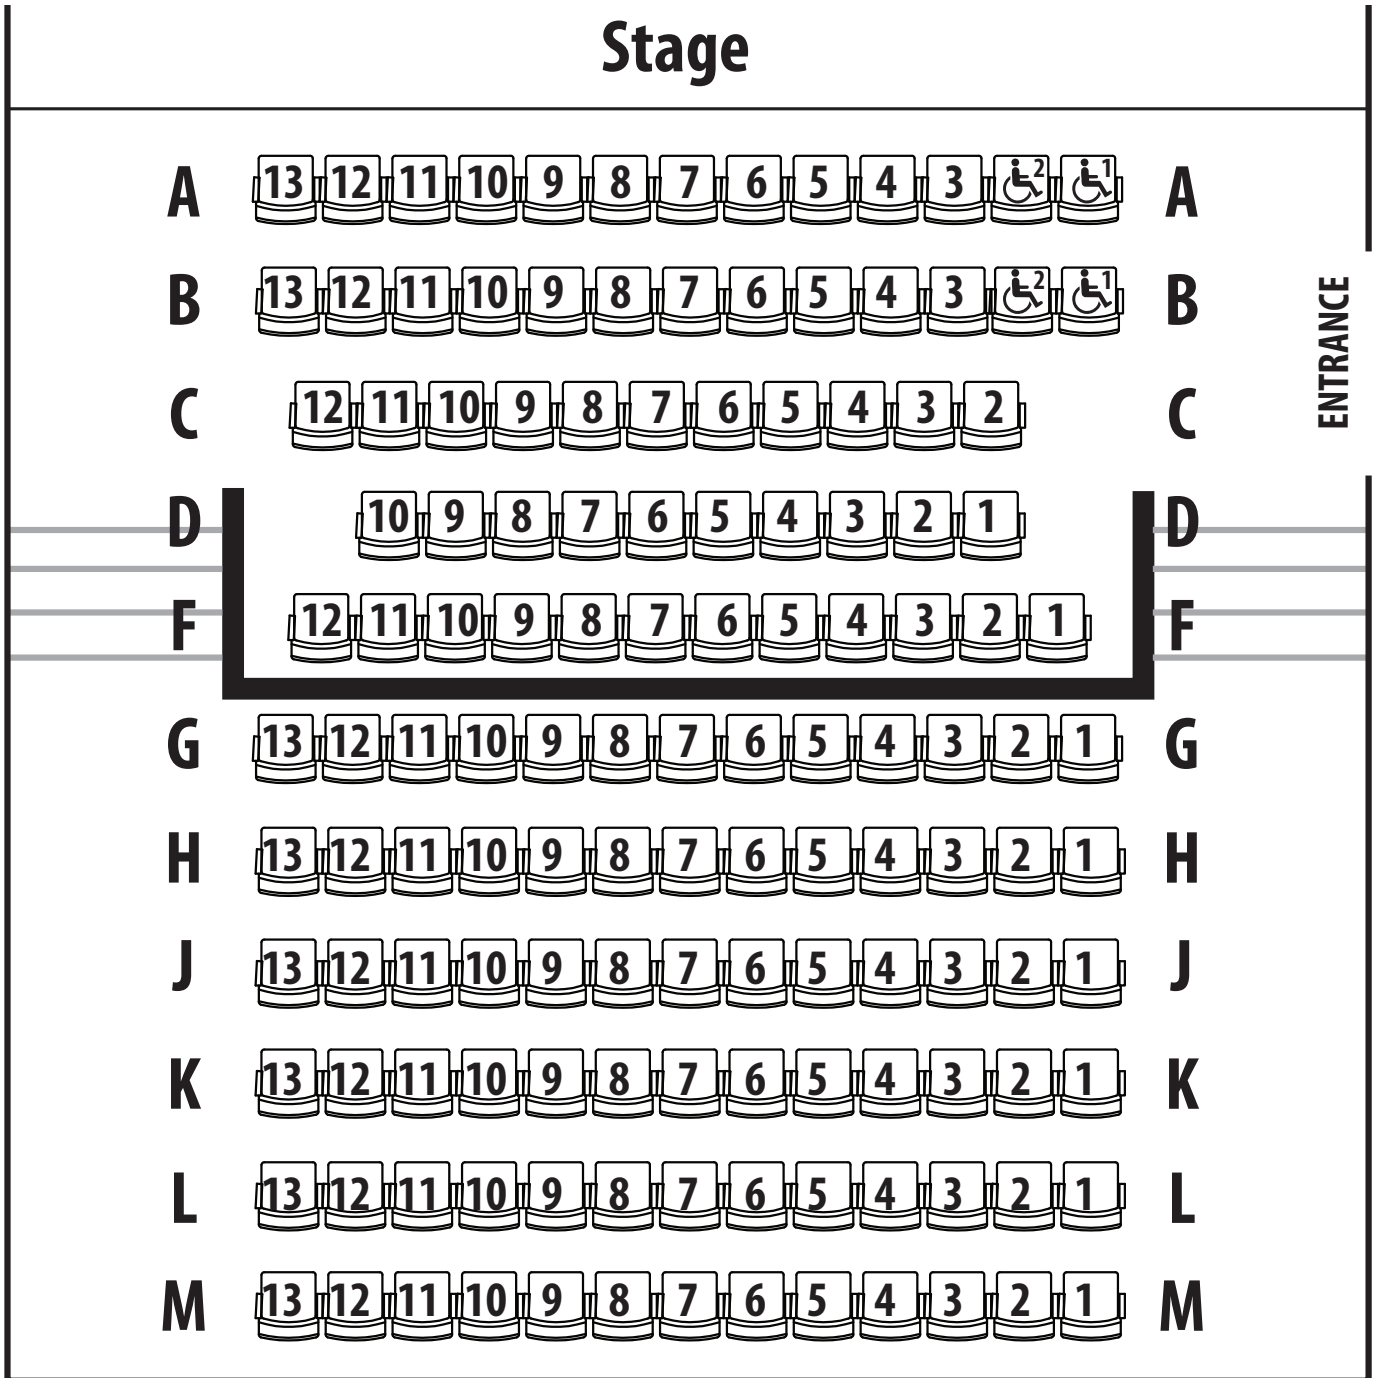 Stage
A 13 12 11 10 9 8 7 6 5 4 3 2 1 A
B 13 12 11 10 9 8 7 6 5 4 3 2 1 B
ENTRANCE
C 12 11 10 9 8 7 6 5 4 3 2 C
D 10 9 8 7 6 5 4 3 2 1 D
F 12 11 10 9 8 7 6 5 4 3 2 1 F
G 13 12 11 10 9 8 7 6 5 4 3 2 1 G
H 13 12 11 10 9 8 7 6 5 4 3 2 1 H
J 13 12 11 10 9 8 7 6 5 4 3 2 1 J
K 13 12 11 10 9 8 7 6 5 4 3 2 1 K
L 13 12 11 10 9 8 7 6 5 4 3 2 1 L
M 13 12 11 10 9 8 7 6 5 4 3 2 1 M